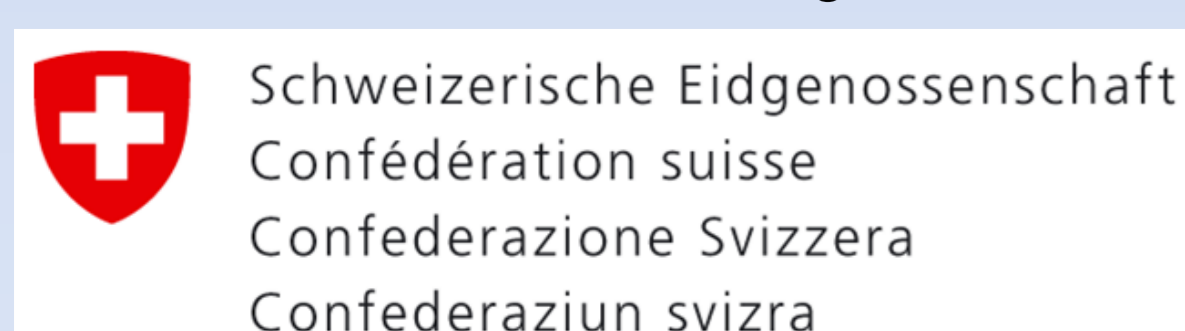 Schweizerische Eidgenossenschaft
Confédération suisse
Confederazione Svizzera
Confederaziun svizra